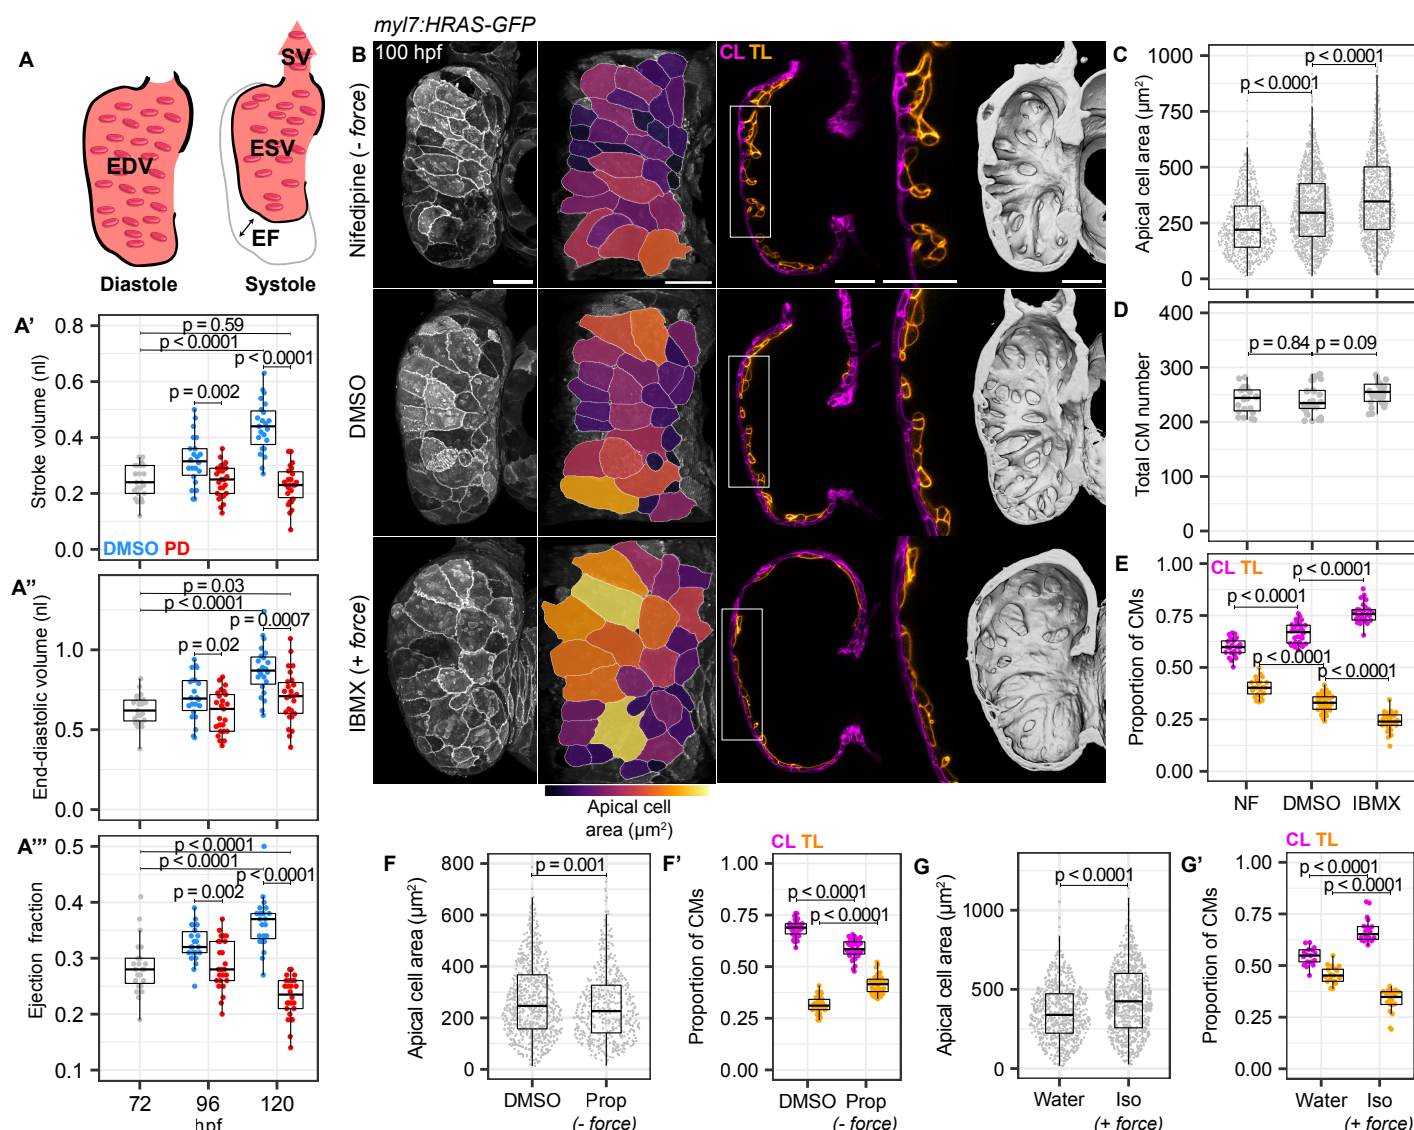 myl7:HRAS-GFP
A
SV
EDV
ESV
EF
Diastole
Systole
A'
Stroke volume (nl)
0.8
0.6
0.4
0.2
0.0
p = 0.59
p < 0.0001
p < 0.0001
p = 0.002
DMSO PD
A''
End-diastolic volume (nl)
1.0
0.5
0.0
p = 0.03
p < 0.0001
p = 0.0007
p = 0.02
A'''
Ejection fraction
0.5
0.4
0.3
0.2
0.1
p < 0.0001
p < 0.0001
p < 0.0001
p = 0.002
72
96
120
hpf
B
100 hpf
CL TL
Nifedipine (- force)
DMSO
IBMX (+ force)
Apical cell
area (µm²)
C
Apical cell area (µm²)
1000
750
500
250
0
p < 0.0001
p < 0.0001
D
Total CM number
400
300
200
100
0
p = 0.84
p = 0.09
E
Proportion of CMs
1.00
0.75
0.50
0.25
0.00
CL TL
p < 0.0001
p < 0.0001
p < 0.0001
p < 0.0001
NF
DMSO
IBMX
F
Apical cell area (µm²)
800
600
400
200
0
p = 0.001
DMSO
Prop
(- force)
F'
CL TL
Proportion of CMs
1.00
0.75
0.50
0.25
0.00
p < 0.0001
p < 0.0001
DMSO
Prop
(- force)
G
Apical cell area (µm²)
1000
500
0
p < 0.0001
Water
Iso
(+ force)
G'
CL TL
Proportion of CMs
1.00
0.75
0.50
0.25
0.00
p < 0.0001
p < 0.0001
Water
Iso
(+ force)